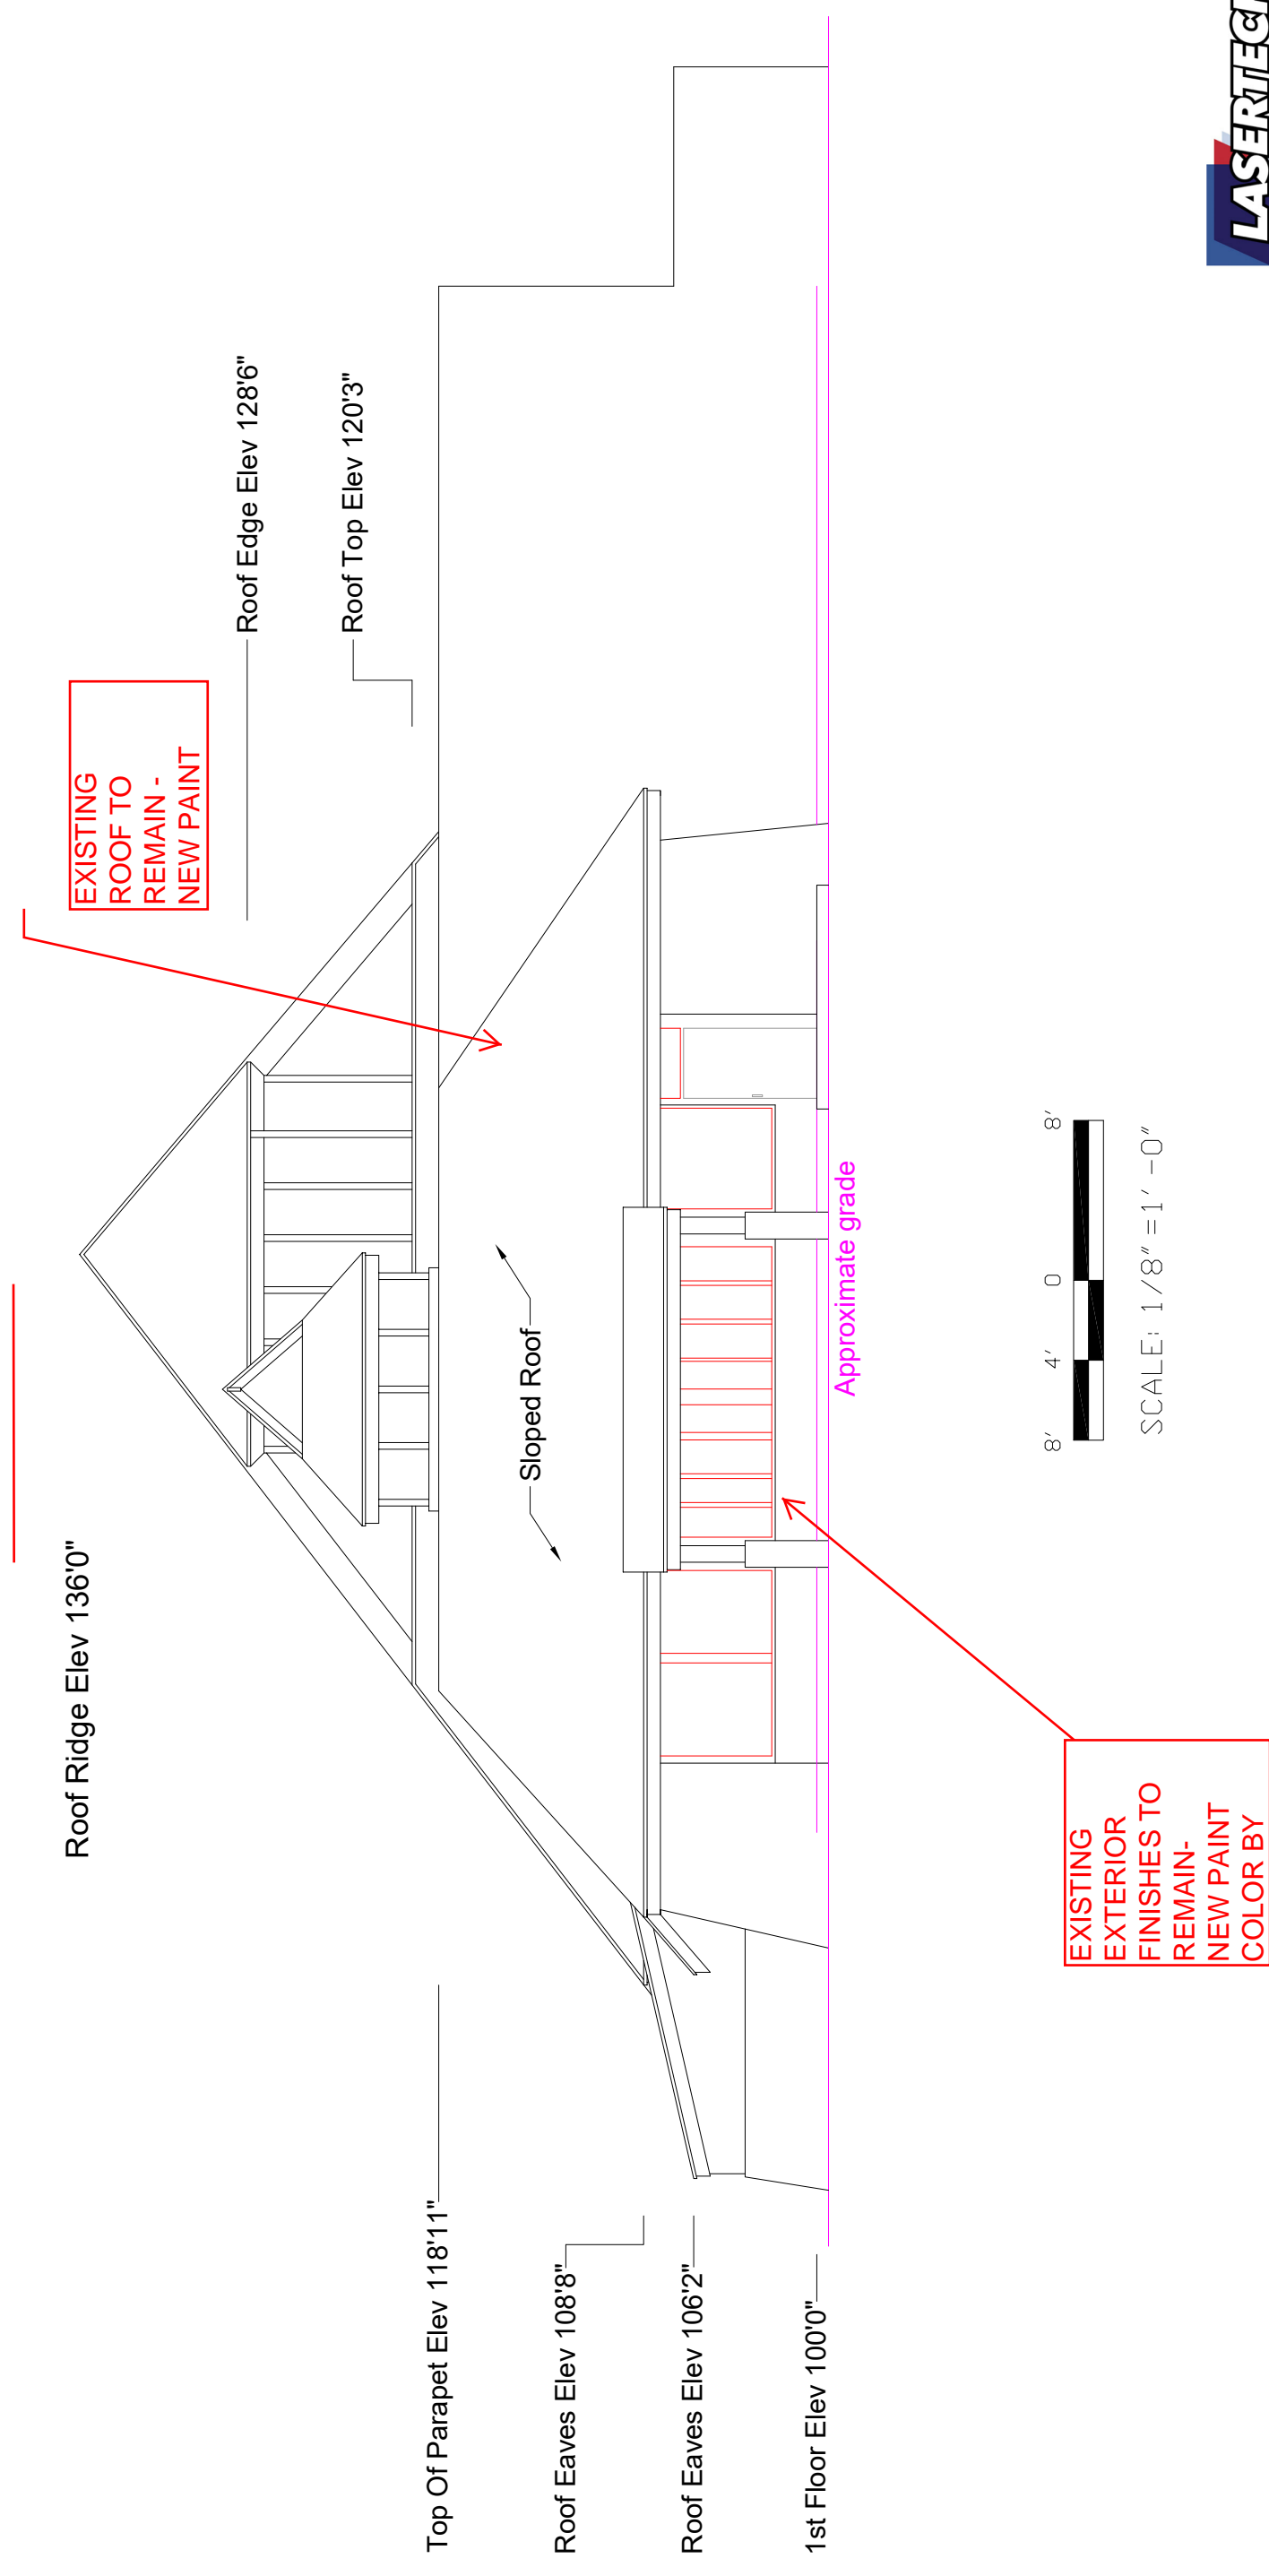 Roof Ridge Elev 136'0"
EXISTING
ROOF TO
REMAIN -
NEW PAINT
Roof Edge Elev 128'6"
Roof Top Elev 120'3"
Top Of Parapet Elev 118'11"
Sloped Roof
Roof Eaves Elev 108'8"
Roof Eaves Elev 106'2"
1st Floor Elev 100'0"
Approximate grade
EXISTING
EXTERIOR
FINISHES TO
REMAIN-
NEW PAINT
COLOR BY
8' 4' 0 8'
SCALE: 1/8"=1'-0"